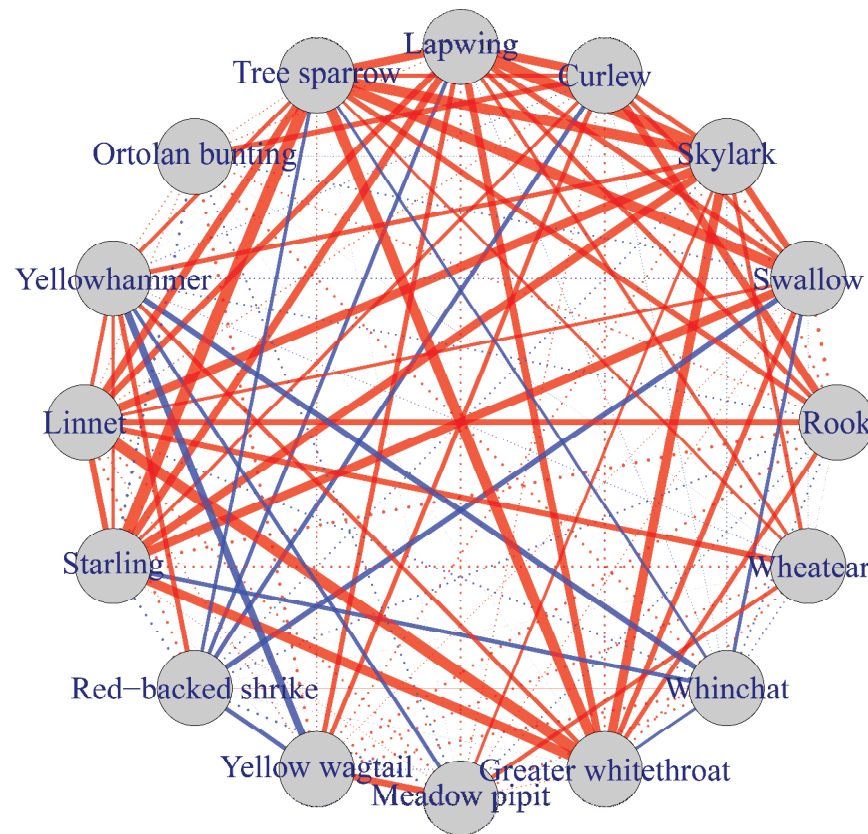 Lapwing
Tree sparrow
Curlew
Ortolan bunting
Skylark
Yellowhammer
Swallow
Linnet
Rook
Starling
Wheatear
Red−backed shrike
Whinchat
Yellow wagtail
Greater whitethroat
Meadow pipit